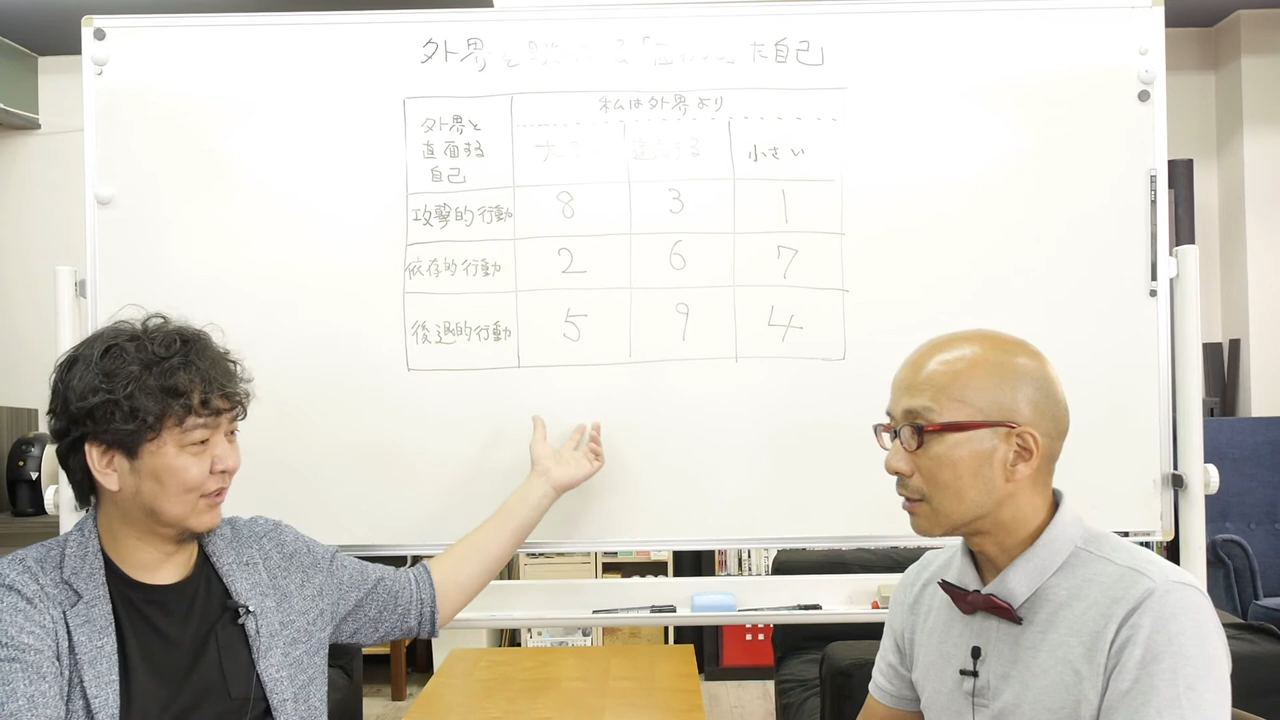 外界
た自己
私は外界より
外界と
直面する
自己
小さい
攻撃的行動 8 3 1
依存的行動 2 6 7
後退的行動 5 9 4